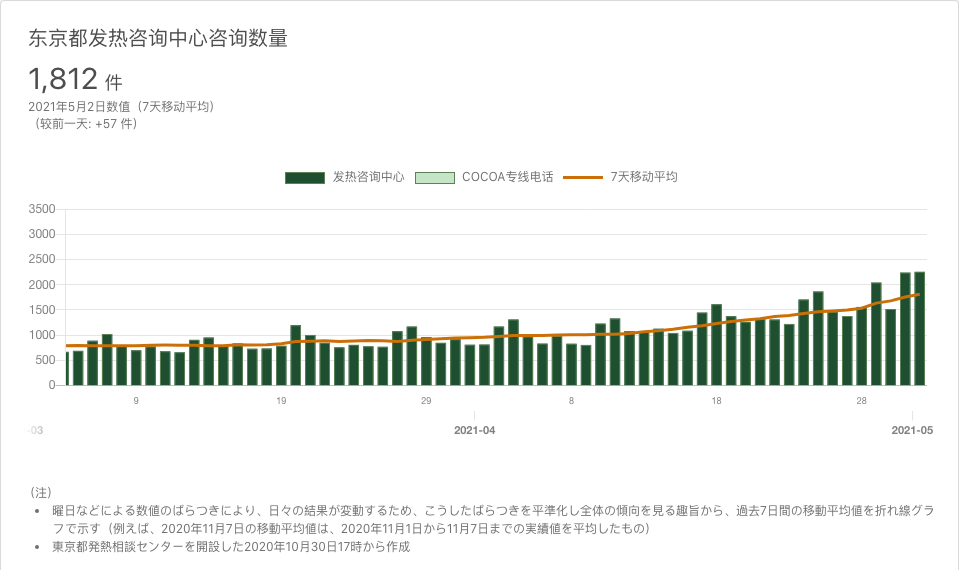 东京都发热咨询中心咨询数量
1,812 件
2021年5月2日数值（7天移动平均）
（较前一天: +57 件）
发热咨询中心 COCOA专线电话 7天移动平均
3500
3000
2500
2000
1500
1000
500
0
9 19 29 8 18 28
-03 2021-04 2021-05
（注）
• 曜日などによる数値のばらつきにより、日々の結果が変動するため、こうしたばらつきを平準化し全体の傾向を見る趣旨から、過去7日間の移動平均値を折れ線グラ
フで示す（例えば、2020年11月7日の移動平均値は、2020年11月1日から11月7日までの実績値を平均したもの）
• 東京都発熱相談センターを開設した2020年10月30日17時から作成